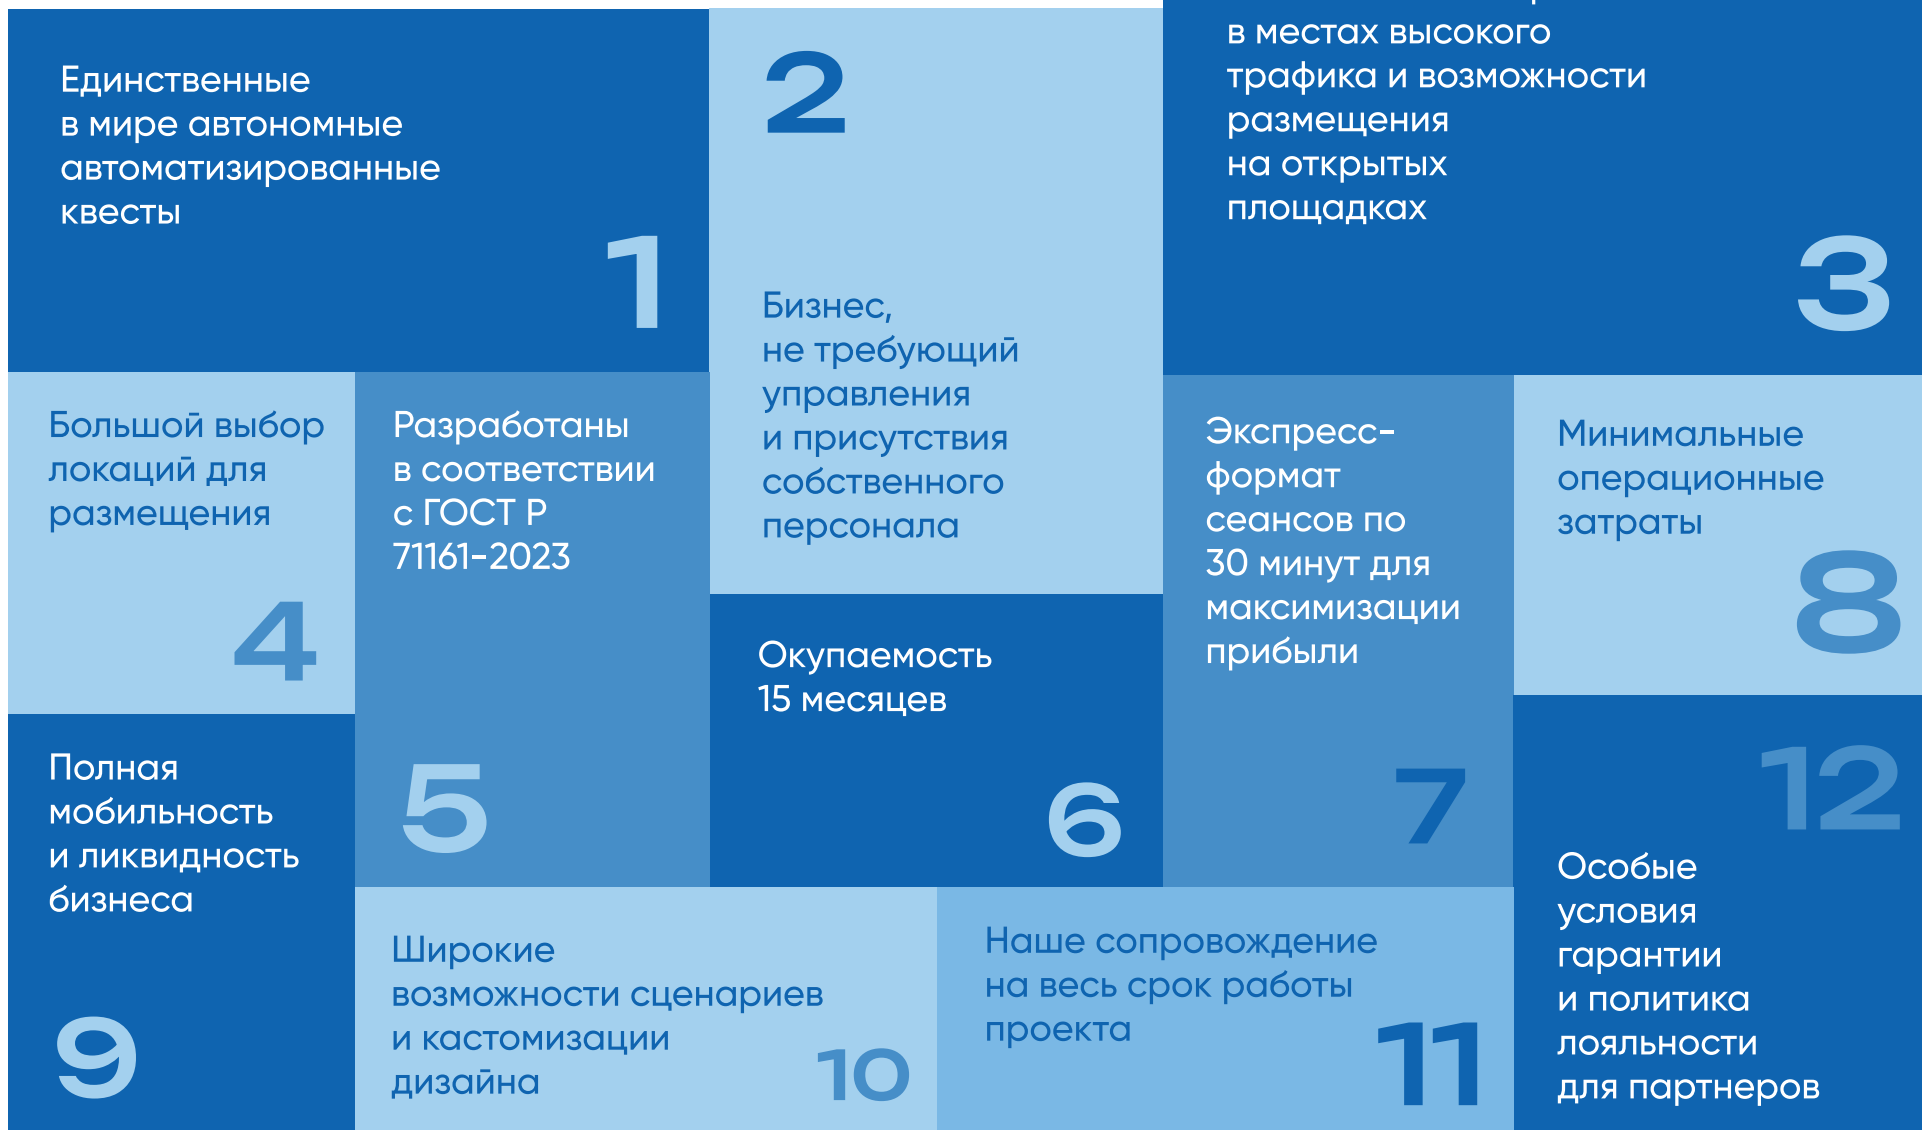 Единственные
в мире автономные
автоматизированные
квесты
1
2
Бизнес,
не требующий
управления
и присутствия
собственного
персонала
в местах высокого
трафика и возможности
размещения
на открытых
площадках
3
Большой выбор
локаций для
размещения
4
Разработаны
в соответствии
с ГОСТ Р
71161-2023
5
Окупаемость
15 месяцев
6
Экспресс-
формат
сеансов по
30 минут для
максимизации
прибыли
7
Минимальные
операционные
затраты
8
Полная
мобильность
и ликвидность
бизнеса
9
Широкие
возможности сценариев
и кастомизации
дизайна
10
Наше сопровождение
на весь срок работы
проекта
11
12
Особые
условия
гарантии
и политика
лояльности
для партнеров